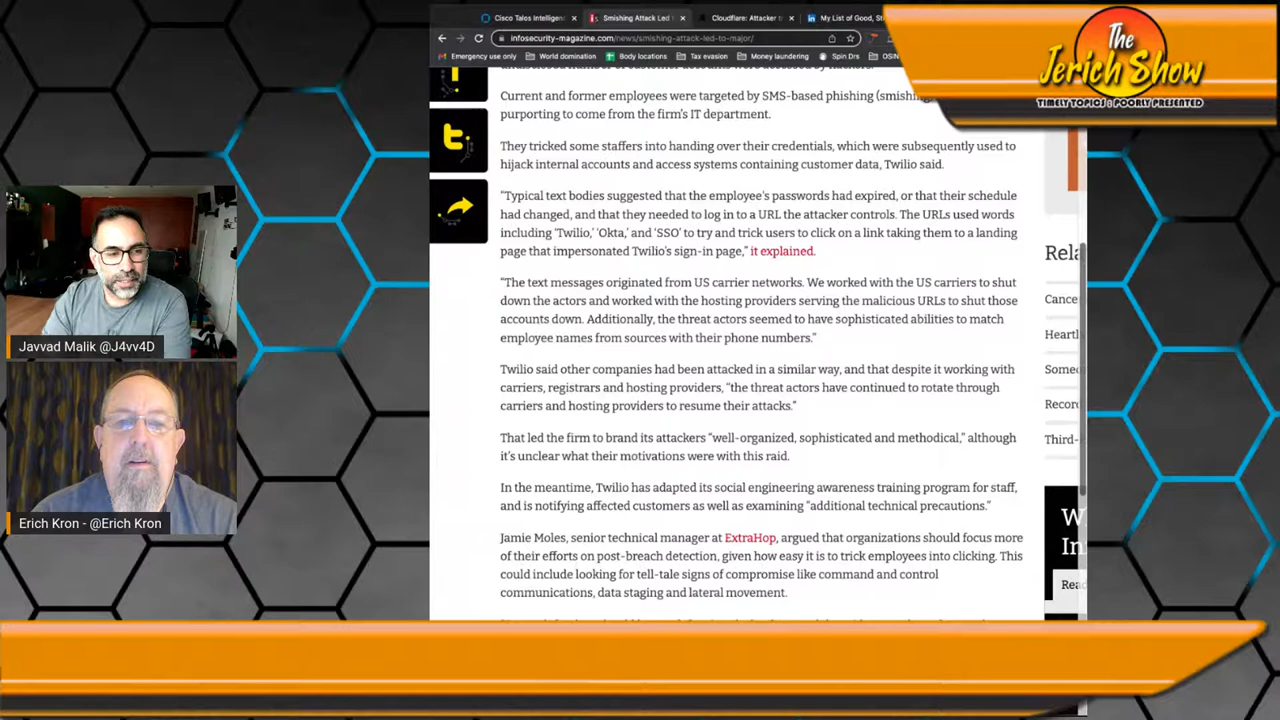 Cisco Talos Intelligen
Smishing Attack Led
Cloudflare: Attacker
My List of Good, St
infosecurity-magazine.com/news/smishing-attack-led-to-major/
Emergency use only
World domination
Body locations
Tax evasion
Money laundering
Spin Drs
OSIN
The
Jerich Show
TIMELY TOPICS : POORLY PRESENTED
Current and former employees were targeted by SMS-based phishing (smishing
purporting to come from the firm's IT department.
They tricked some staffers into handing over their credentials, which were subsequently used to
hijack internal accounts and access systems containing customer data, Twilio said.
“Typical text bodies suggested that the employee's passwords had expired, or that their schedule
had changed, and that they needed to log in to a URL the attacker controls. The URLs used words
including ‘Twilio,’ ‘Okta,’ and ‘SSO’ to try and trick users to click on a link taking them to a landing
page that impersonated Twilio's sign-in page,” it explained.
“The text messages originated from US carrier networks. We worked with the US carriers to shut
down the actors and worked with the hosting providers serving the malicious URLs to shut those
accounts down. Additionally, the threat actors seemed to have sophisticated abilities to match
employee names from sources with their phone numbers.”
Twilio said other companies had been attacked in a similar way, and that despite it working with
carriers, registrars and hosting providers, “the threat actors have continued to rotate through
carriers and hosting providers to resume their attacks.”
That led the firm to brand its attackers “well-organized, sophisticated and methodical,” although
it's unclear what their motivations were with this raid.
In the meantime, Twilio has adapted its social engineering awareness training program for staff,
and is notifying affected customers as well as examining “additional technical precautions.”
Jamie Moles, senior technical manager at ExtraHop, argued that organizations should focus more
of their efforts on post-breach detection, given how easy it is to trick employees into clicking. This
could include looking for tell-tale signs of compromise like command and control
communications, data staging and lateral movement.
Rela
Cance
Heartl
Someo
Record
Third-
W
In
Rea
Javvad Malik @J4vv4D
Erich Kron - @Erich Kron